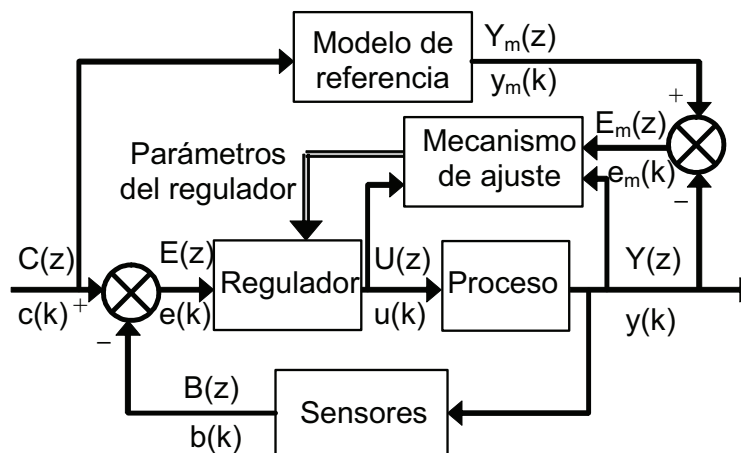 Modelo de
referencia
Yₘ(z)
yₘ(k)
+
Mecanismo
de ajuste
Eₘ(z)
eₘ(k)
−
Parámetros
del regulador
C(z)
c(k)
+
−
E(z)
e(k)
Regulador
U(z)
u(k)
Proceso
Y(z)
y(k)
B(z)
b(k)
Sensores